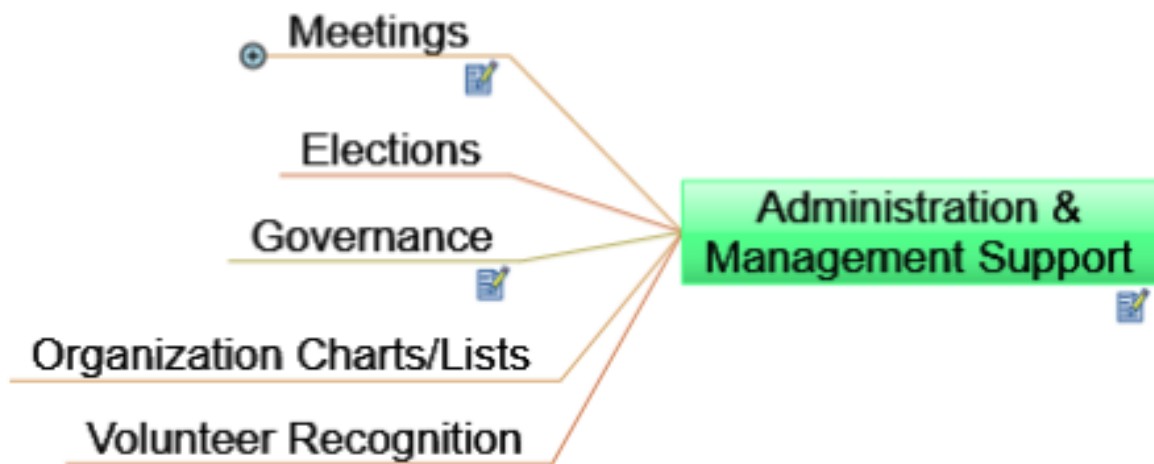 Meetings
Elections
Governance
Organization Charts/Lists
Volunteer Recognition
Administration &
Management Support